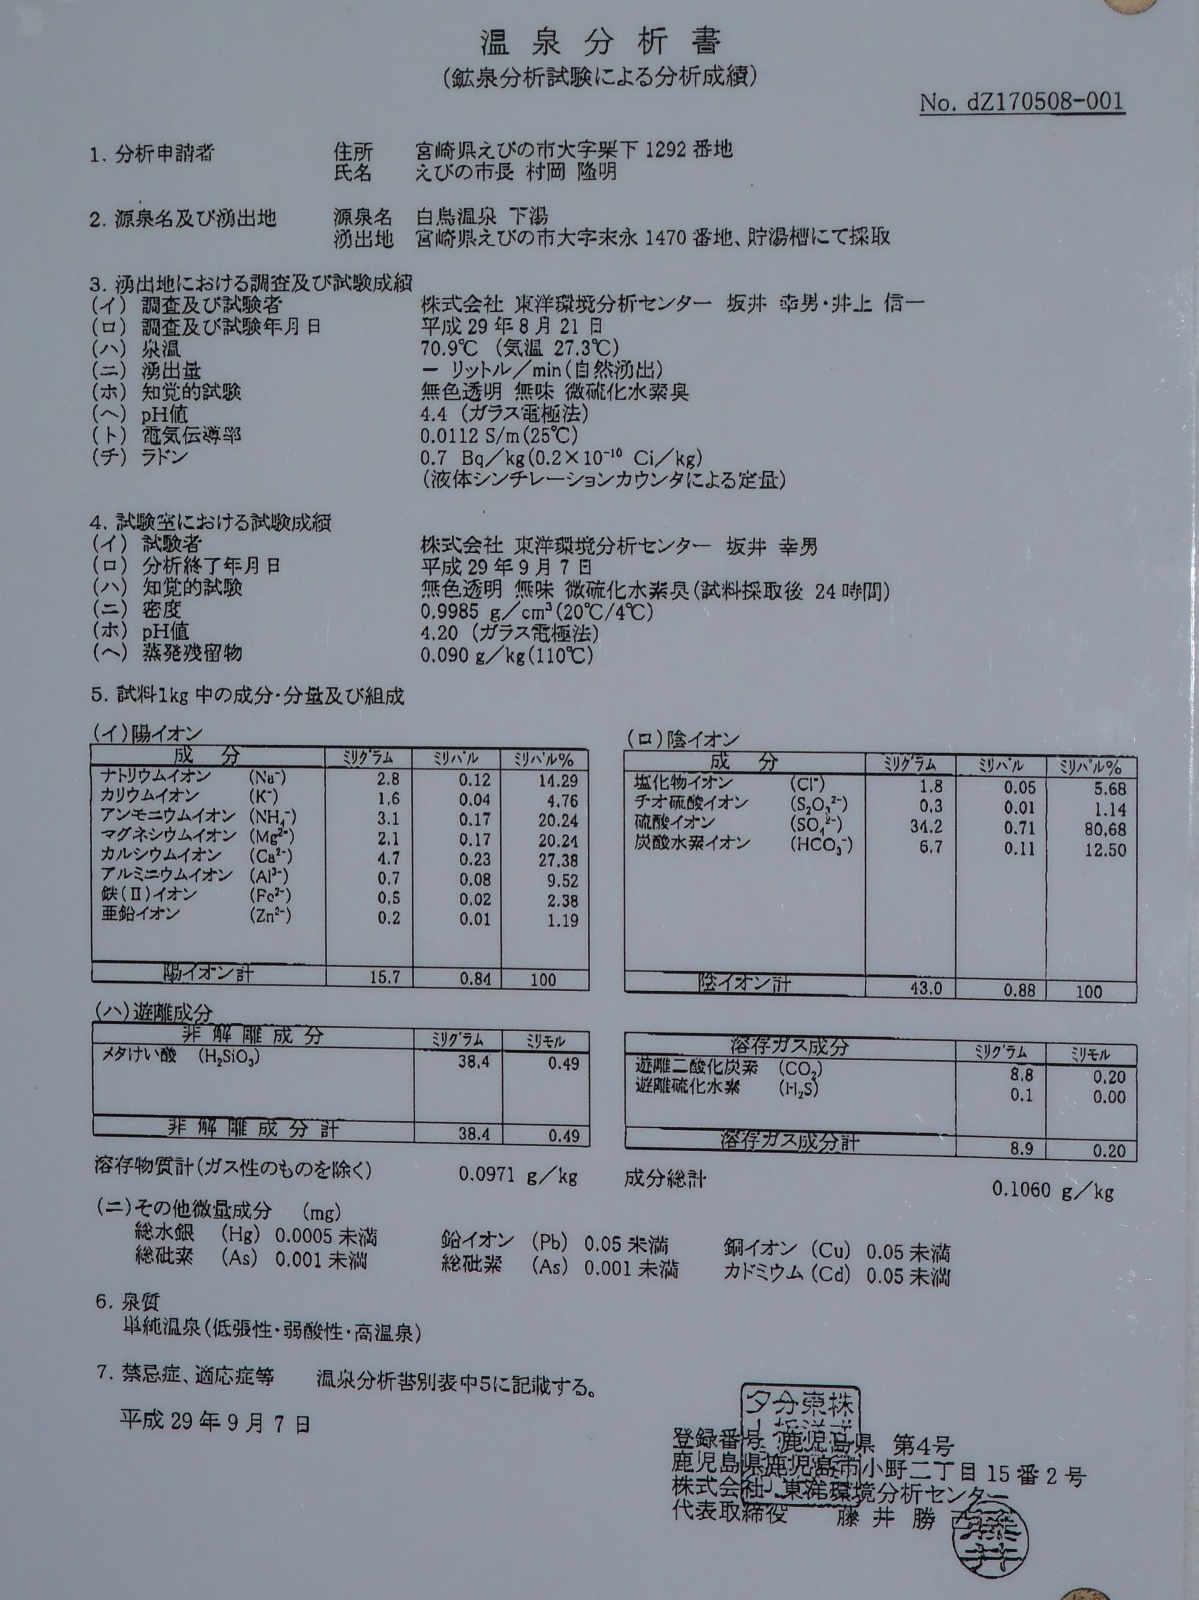 温泉分析書
(鉱泉分析試験による分析成績)
No. dZ170508-001
1. 分析申請者 住所 宮崎県えびの市大字栗下 1292 番地
氏名 えびの市長 村岡 隆明
2. 源泉名及び湧出地 源泉名 白鳥温泉 下湯
湧出地 宮崎県えびの市大字末永 1470 番地、貯湯槽にて採取
3. 湧出地における調査及び試験成績
(イ) 調査及び試験者 株式会社 東洋環境分析センター 坂井 幸男・井上 信一
(ロ) 調査及び試験年月日 平成 29 年 8 月 21 日
(ハ) 泉温 70.9℃ (気温 27.3℃)
(ニ) 湧出量 ー リットル/min(自然湧出)
(ホ) 知覚的試験 無色透明 無味 微硫化水素臭
(ヘ) pH値 4.4 (ガラス電極法)
(ト) 電気伝導率 0.0112 S/m(25℃)
(チ) ラドン 0.7 Bq/kg(0.2×10⁻¹⁰ Ci/kg)
(液体シンチレーションカウンタによる定量)
4. 試験室における試験成績
(イ) 試験者 株式会社 東洋環境分析センター 坂井 幸男
(ロ) 分析終了年月日 平成 29 年 9 月 7 日
(ハ) 知覚的試験 無色透明 無味 微硫化水素臭(試料採取後 24 時間)
(ニ) 密度 0.9985 g/cm³(20℃/4℃)
(ホ) pH値 4.20 (ガラス電極法)
(ヘ) 蒸発残留物 0.090 g/kg(110℃)
5. 試料1kg 中の成分・分量及び組成
(イ)陽イオン
成分 ミリグラム ミリバル ミリバル%
ナトリウムイオン (Na⁻) 2.8 0.12 14.29
カリウムイオン (K⁻) 1.6 0.04 4.76
アンモニウムイオン (NH₄⁻) 3.1 0.17 20.24
マグネシウムイオン (Mg²⁻) 2.1 0.17 20.24
カルシウムイオン (Ca²⁻) 4.7 0.23 27.38
アルミニウムイオン (Al³⁻) 0.7 0.08 9.52
鉄(Ⅱ)イオン (Fe²⁻) 0.5 0.02 2.38
亜鉛イオン (Zn²⁻) 0.2 0.01 1.19
陽イオン計 15.7 0.84 100
(ロ)陰イオン
成分 ミリグラム ミリバル ミリバル%
塩化物イオン (Cl⁻) 1.8 0.05 5.68
チオ硫酸イオン (S₂O₃²⁻) 0.3 0.01 1.14
硫酸イオン (SO₄²⁻) 34.2 0.71 80.68
炭酸水素イオン (HCO₃⁻) 6.7 0.11 12.50
陰イオン計 43.0 0.88 100
(ハ)遊離成分
非解離成分 ミリグラム ミリモル
メタけい酸 (H₂SiO₃) 38.4 0.49
非解離成分計 38.4 0.49
溶存ガス成分 ミリグラム ミリモル
遊離二酸化炭素 (CO₂) 8.8 0.20
遊離硫化水素 (H₂S) 0.1 0.00
溶存ガス成分計 8.9 0.20
溶存物質計(ガス性のものを除く) 0.0971 g/kg
成分総計 0.1060 g/kg
(ニ)その他微量成分 (mg)
総水銀 (Hg) 0.0005 未満 鉛イオン (Pb) 0.05 未満 銅イオン (Cu) 0.05 未満
総砒素 (As) 0.001 未満 総砒素 (As) 0.001 未満 カドミウム (Cd) 0.05 未満
6. 泉質
単純温泉(低張性・弱酸性・高温泉)
7. 禁忌症、適応症等 温泉分析書別表中5に記載する。
平成 29 年 9 月 7 日
登録番号 鹿児島県 第4号
鹿児島県鹿児島市小野二丁目 15 番 2 号
株式会社 東洋環境分析センター
代表取締役 藤井勝